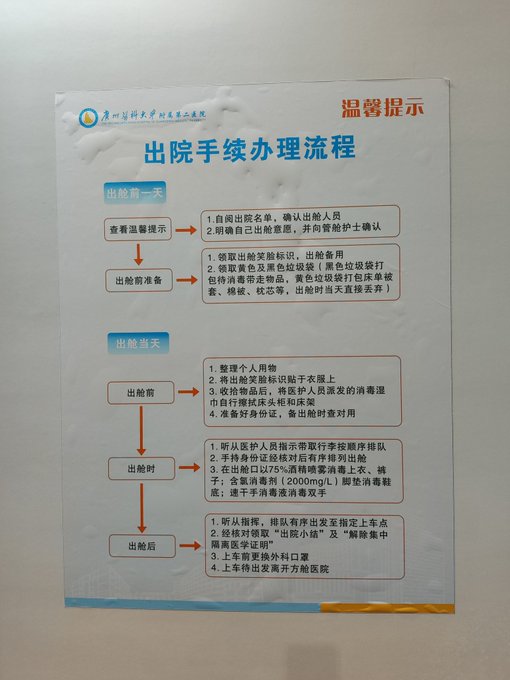 广州医科大学附属第二医院
温馨提示
出院手续办理流程
出舱前一天
查看温馨提示
1.自阅出院名单，确认出舱人员
2.明确自己出舱意愿，并向管舱护士确认
出舱前准备
1. 领取出舱笑脸标识，出舱备用
2. 领取黄色及黑色垃圾袋（黑色垃圾袋打
包待消毒带走物品，黄色垃圾袋打包床单被
套、棉被、枕芯等，出舱时当天直接丢弃）
出舱当天
出舱前
1. 整理个人用物
2. 将出舱笑脸标识贴于衣服上
3. 收拾物品后，将医护人员派发的消毒湿
巾自行擦拭床头柜和床架
4. 准备好身份证，备出舱时查对用
出舱时
1. 听从医护人员指示带取行李按顺序排队
2. 手持身份证经核对后有序排列出舱
3. 在出舱口以75%酒精喷雾消毒上衣、裤
子；含氯消毒剂（2000mg/L）脚垫消毒鞋
底；速干手消毒液消毒双手
出舱后
1. 听从指挥，排队有序出发至指定上车点
2. 经核对领取“出院小结”及“解除集中
隔离医学证明”
3. 上车前更换外科口罩
4. 上车待出发离开方舱医院